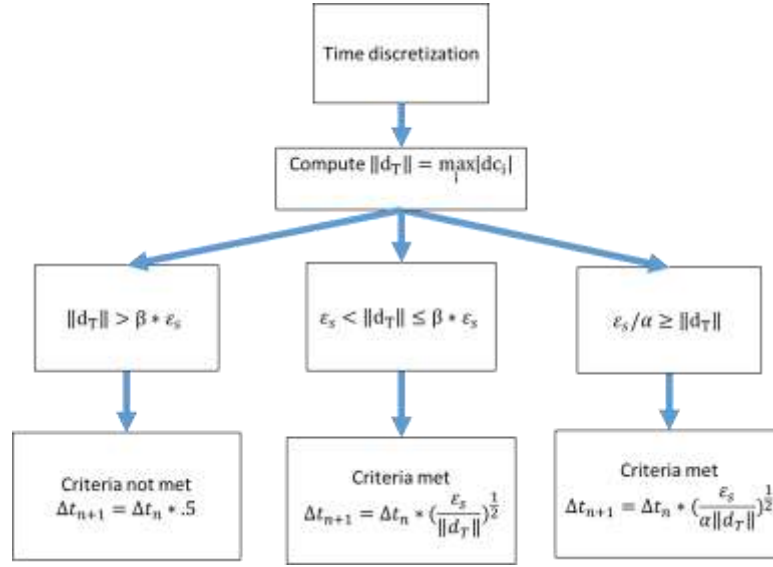 Time discretization
Compute ‖d_T‖ = max_i |dc_i|
‖d_T‖ > β * ε_s
ε_s < ‖d_T‖ ≤ β * ε_s
ε_s/α ≥ ‖d_T‖
Criteria not met
Δt_{n+1} = Δt_n * .5
Criteria met
Δt_{n+1} = Δt_n * (ε_s/‖d_T‖)^{1/2}
Criteria met
Δt_{n+1} = Δt_n * (ε_s/α‖d_T‖)^{1/2}